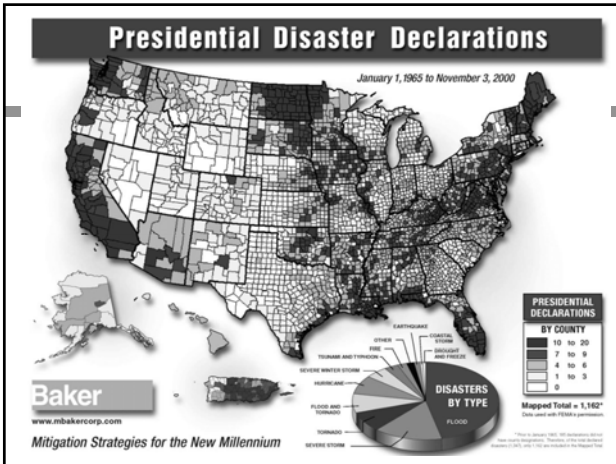 Presidential Disaster Declarations
January 1, 1965 to November 3, 2000
PRESIDENTIAL
DECLARATIONS
BY COUNTY
10 to 20
7 to 9
4 to 6
1 to 3
0
Mapped Total = 1,162*
Data used with FEMA's permission.
EARTHQUAKE
COASTAL
STORM
OTHER
DROUGHT
AND FREEZE
FIRE
TSUNAMI AND TYPHOON
SEVERE WINTER STORM
HURRICANE
FLOOD AND
TORNADO
TORNADO
SEVERE STORM
FLOOD
DISASTERS
BY TYPE
Baker
www.mbakercorp.com
Mitigation Strategies for the New Millennium